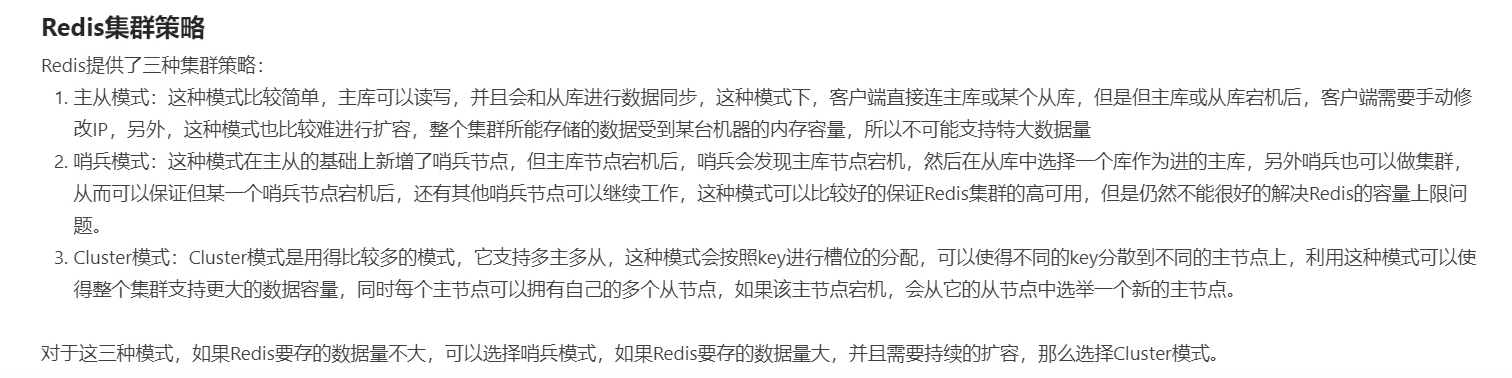 Redis集群策略
Redis提供了三种集群策略：
1. 主从模式：这种模式比较简单，主库可以读写，并且会和从库进行数据同步，这种模式下，客户端直接连主库或某个从库，但是但主库或从库宕机后，客户端需要手动修
改IP，另外，这种模式也比较难进行扩容，整个集群所能存储的数据受到某台机器的内存容量，所以不可能支持特大数据量
2. 哨兵模式：这种模式在主从的基础上新增了哨兵节点，但主库节点宕机后，哨兵会发现主库节点宕机，然后在从库中选择一个库作为进的主库，另外哨兵也可以做集群，
从而可以保证但某一个哨兵节点宕机后，还有其他哨兵节点可以继续工作，这种模式可以比较好的保证Redis集群的高可用，但是仍然不能很好的解决Redis的容量上限问
题。
3. Cluster模式：Cluster模式是用得比较多的模式，它支持多主多从，这种模式会按照key进行槽位的分配，可以使得不同的key分散到不同的主节点上，利用这种模式可以使
得整个集群支持更大的数据容量，同时每个主节点可以拥有自己的多个从节点，如果该主节点宕机，会从它的从节点中选举一个新的主节点。
对于这三种模式，如果Redis要存的数据量不大，可以选择哨兵模式，如果Redis要存的数据量大，并且需要持续的扩容，那么选择Cluster模式。